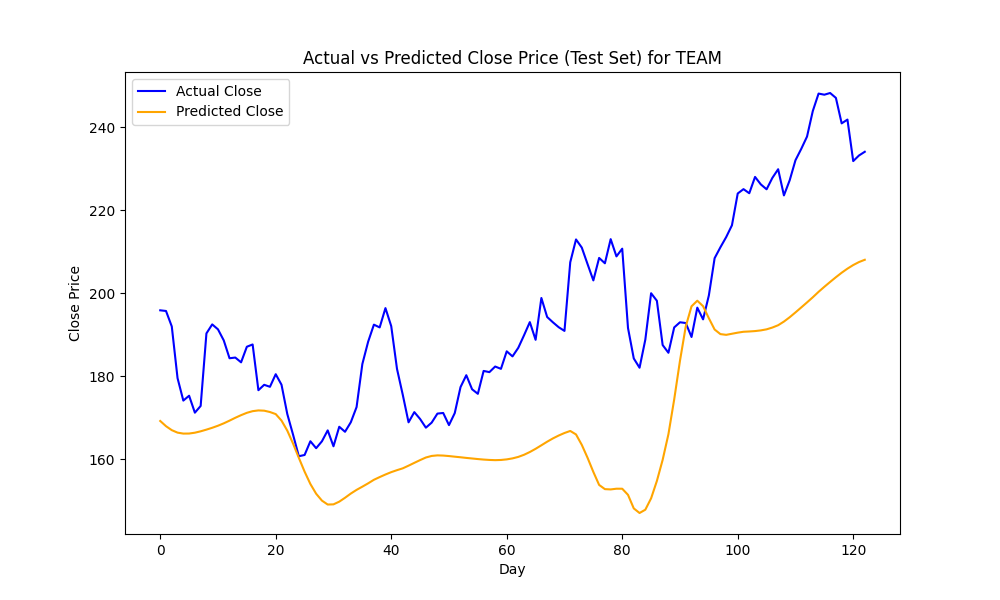 Actual vs Predicted Close Price (Test Set) for TEAM
Actual Close
Predicted Close
Close Price
240
220
200
180
160
0 20 40 60 80 100 120
Day